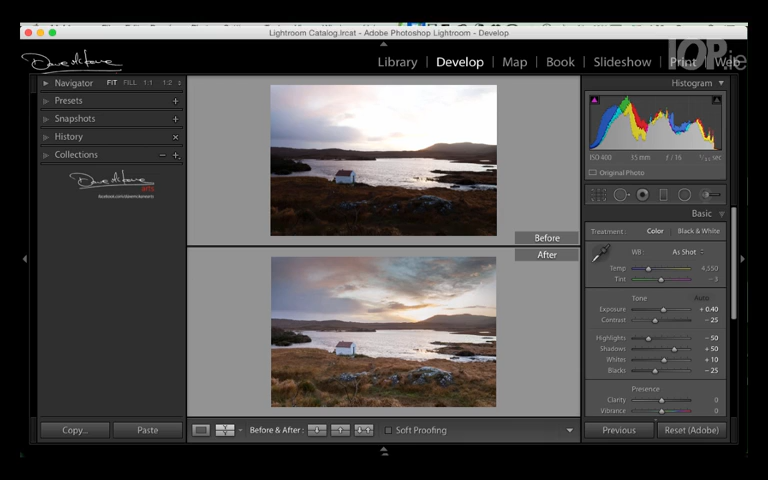 Lightroom Catalog.lrcat - Adobe Photoshop Lightroom - Develop
IOP.ie
Library | Develop | Map | Book | Slideshow | Print | Web
Navigator FIT FILL 1:1 1:2
Presets
Snapshots
History
Collections
Before
After
Histogram
ISO 400 35 mm f / 16
Original Photo
Basic
Treatment : Color Black & White
WB : As Shot
Temp 4,550
Tint - 3
Tone Auto
Exposure + 0.40
Contrast - 25
Highlights - 50
Shadows + 50
Whites + 10
Blacks - 25
Presence
Clarity 0
Vibrance 0
Copy... Paste
Before & After : Soft Proofing
Previous Reset (Adobe)